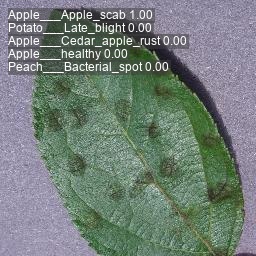 Apple___Apple_scab 1.00
Potato___Late_blight 0.00
Apple___Cedar_apple_rust 0.00
Apple___healthy 0.00
Peach___Bacterial_spot 0.00